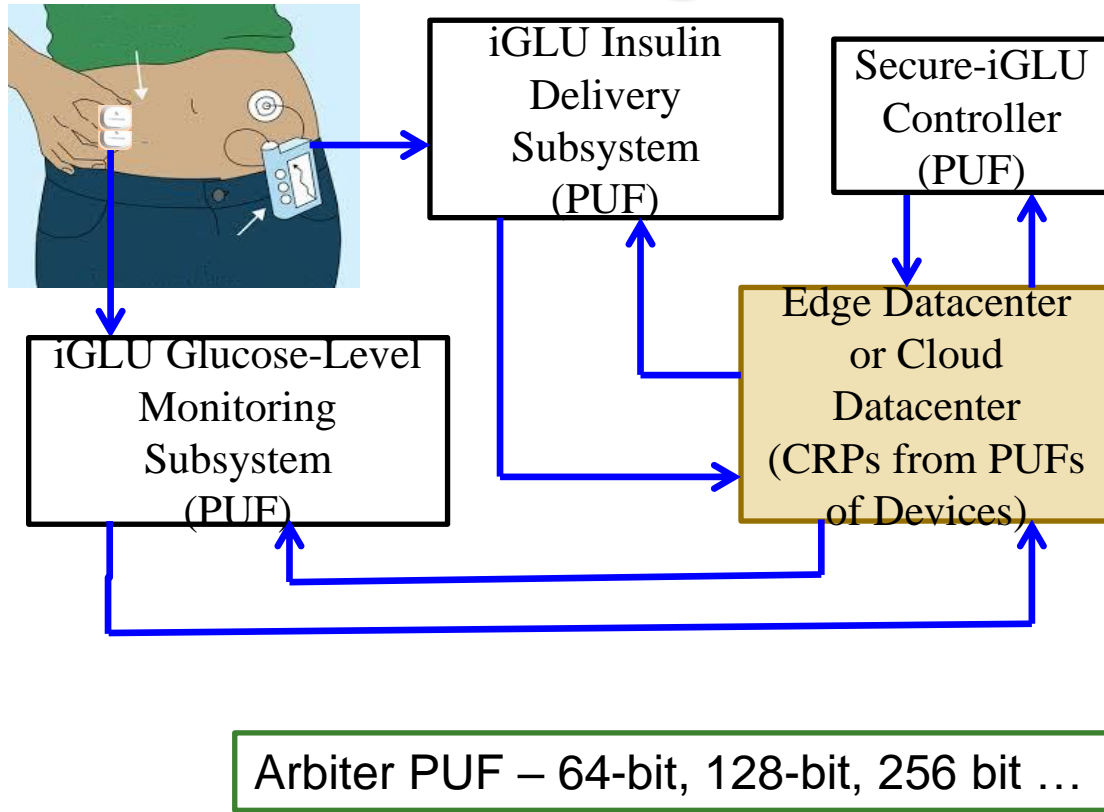 iGLU Insulin
Delivery
Subsystem
(PUF)
Secure-iGLU
Controller
(PUF)
iGLU Glucose-Level
Monitoring
Subsystem
(PUF)
Edge Datacenter
or Cloud
Datacenter
(CRPs from PUFs
of Devices)
Arbiter PUF – 64-bit, 128-bit, 256 bit …